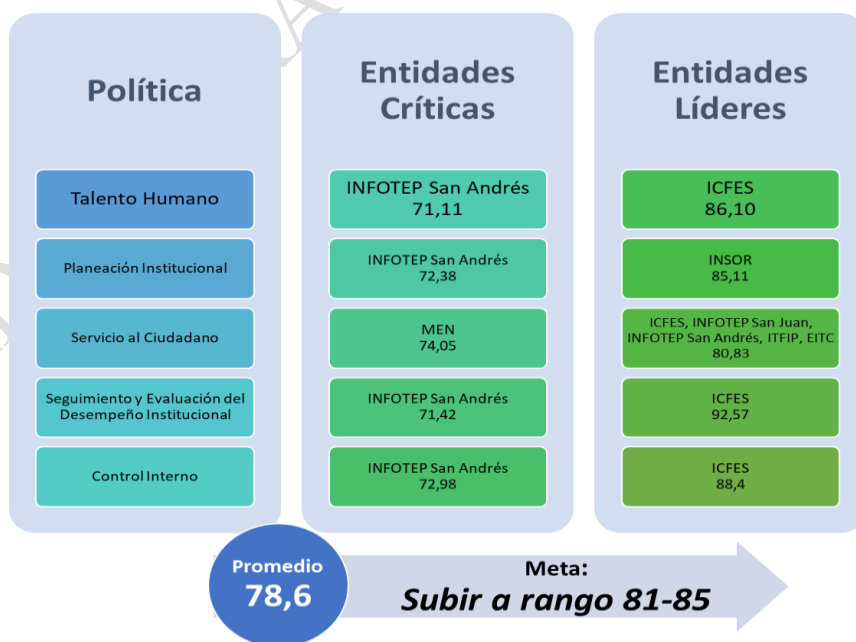 Política
Entidades
Críticas
Entidades
Líderes
Talento Humano
INFOTEP San Andrés
71,11
ICFES
86,10
Planeación Institucional
INFOTEP San Andrés
72,38
INSOR
85,11
Servicio al Ciudadano
MEN
74,05
ICFES, INFOTEP San Juan,
INFOTEP San Andrés, ITFIP, EITC
80,83
Seguimiento y Evaluación del
Desempeño Institucional
INFOTEP San Andrés
71,42
ICFES
92,57
Control Interno
INFOTEP San Andrés
72,98
ICFES
88,4
Promedio
78,6
Meta:
Subir a rango 81-85